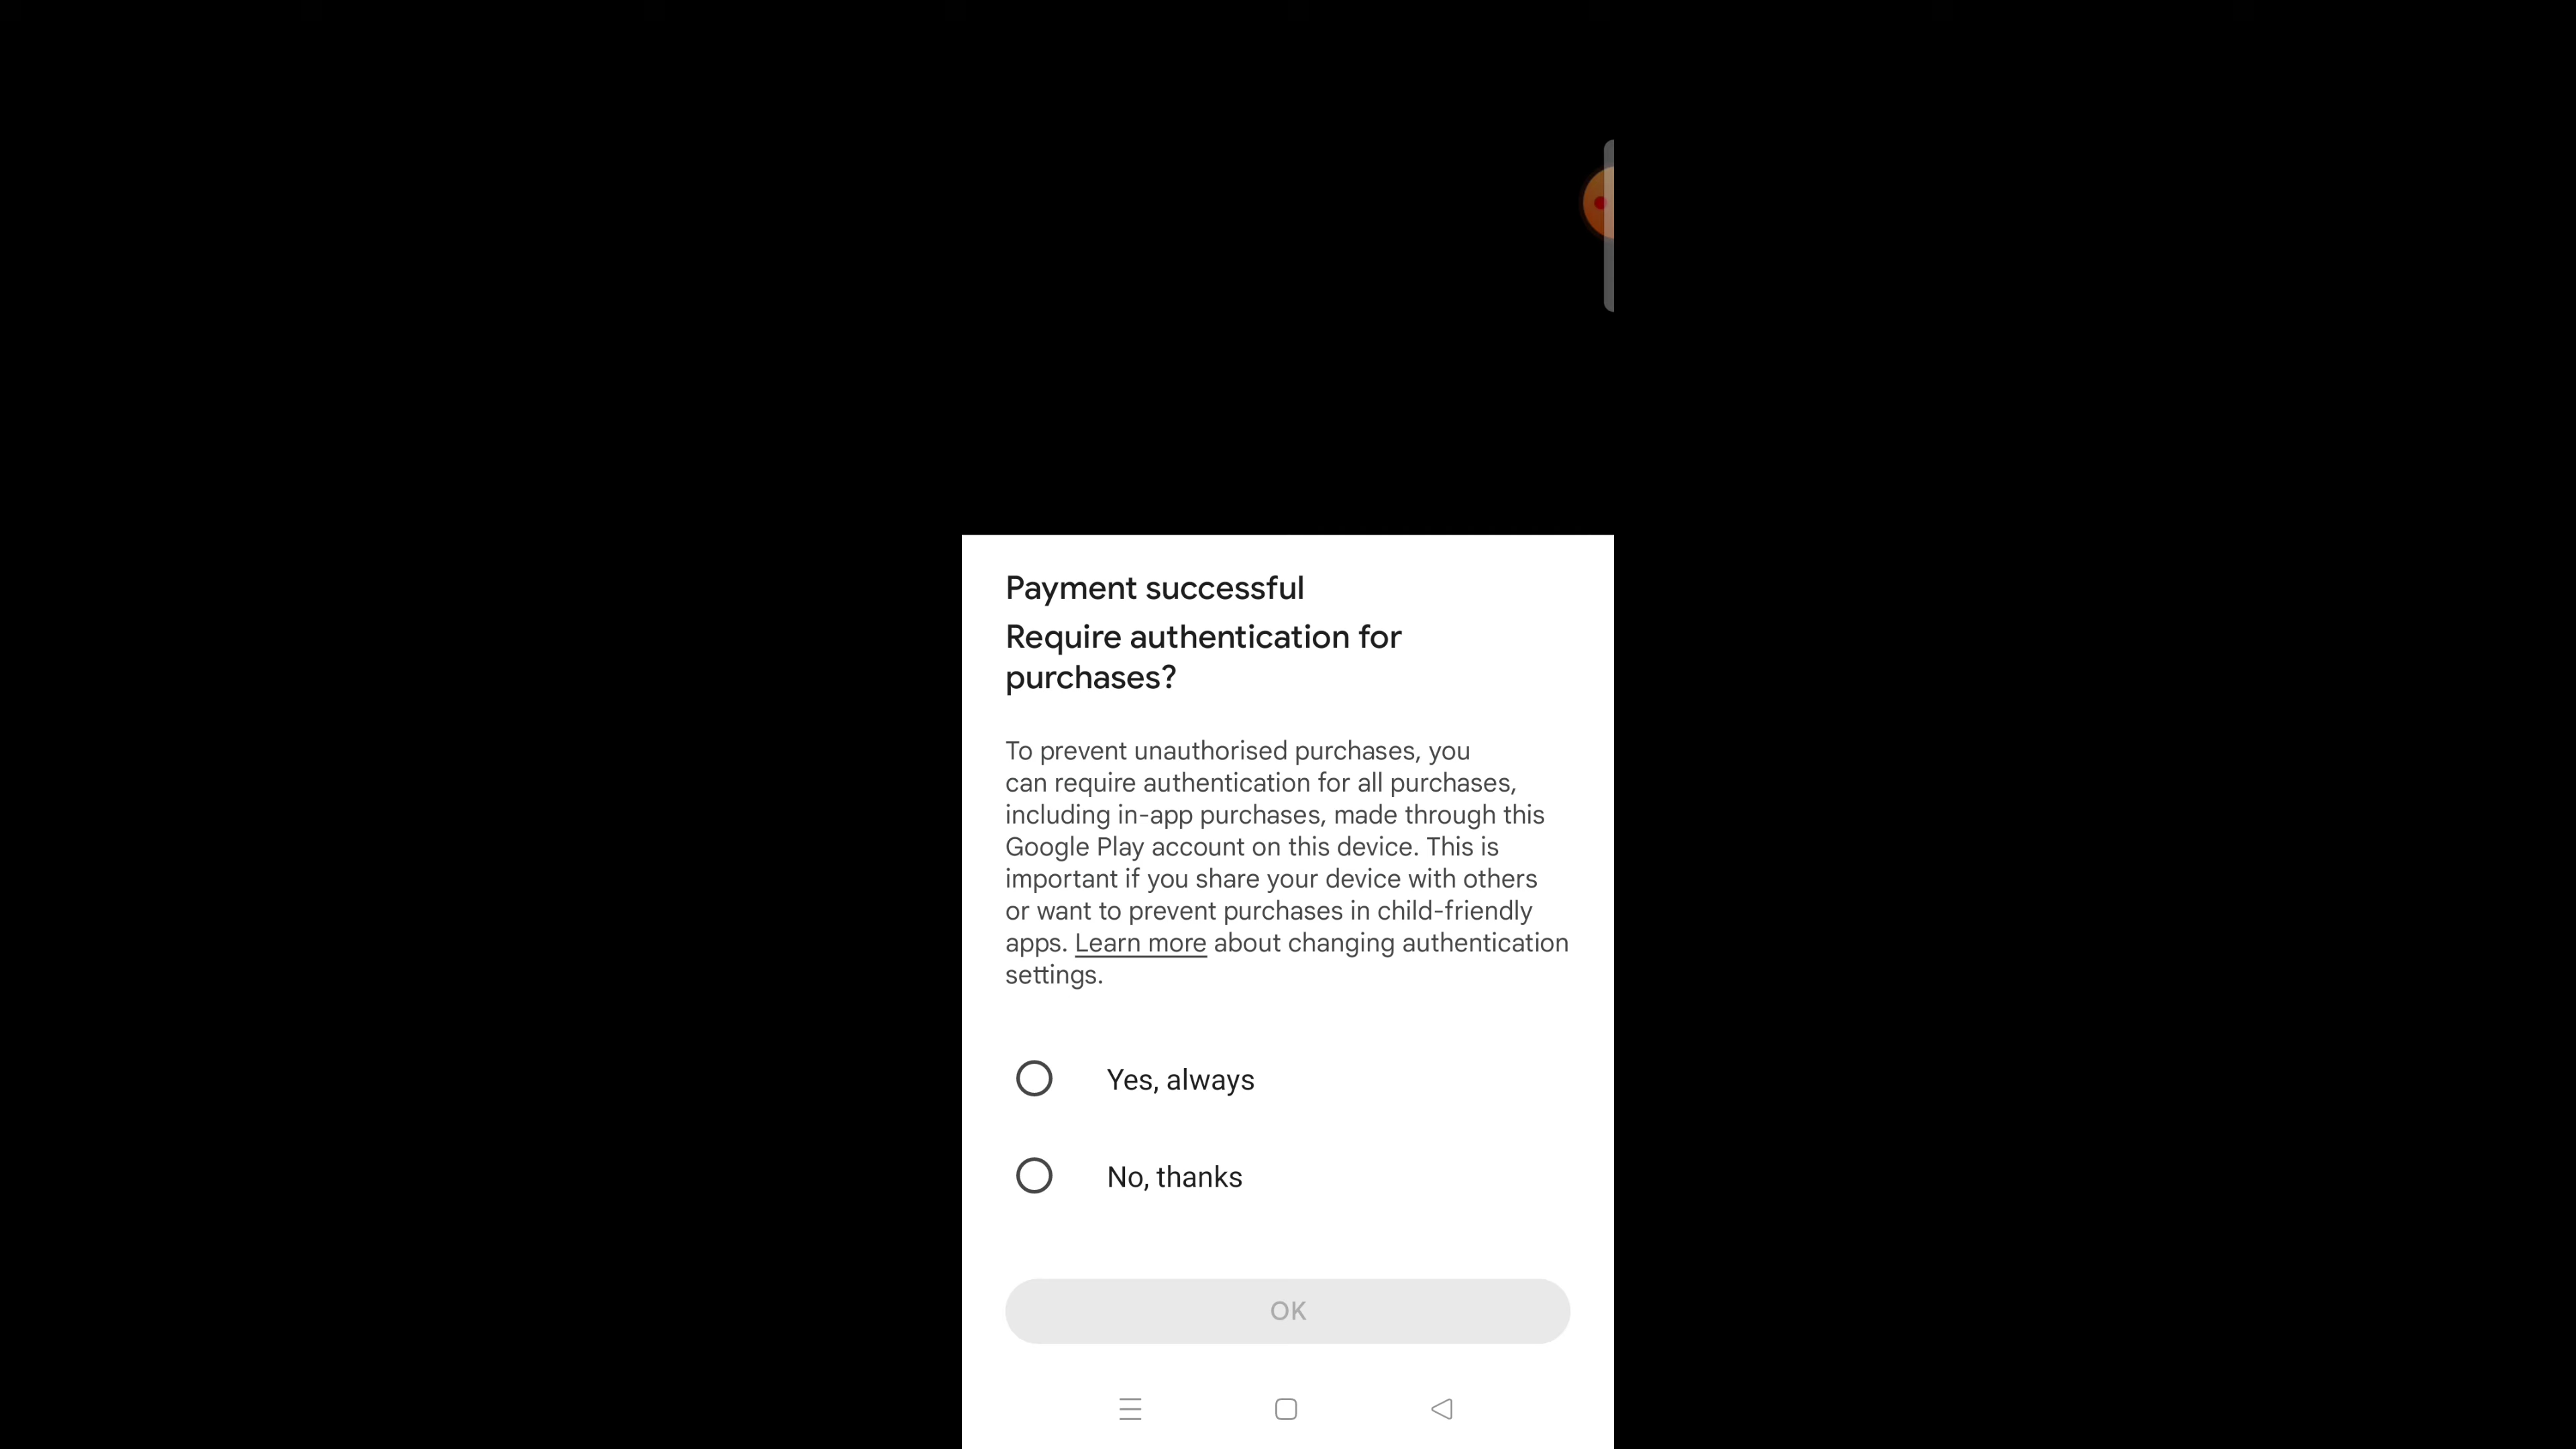 Payment successful
Require authentication for
purchases?
To prevent unauthorised purchases, you
can require authentication for all purchases,
including in-app purchases, made through this
Google Play account on this device. This is
important if you share your device with others
or want to prevent purchases in child-friendly
apps. Learn more about changing authentication
settings.
Yes, always
No, thanks
OK